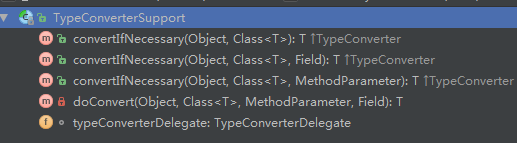 TypeConverterSupport
convertIfNecessary(Object, Class<T>): T ↑TypeConverter
convertIfNecessary(Object, Class<T>, Field): T ↑TypeConverter
convertIfNecessary(Object, Class<T>, MethodParameter): T ↑TypeConverter
doConvert(Object, Class<T>, MethodParameter, Field): T
typeConverterDelegate: TypeConverterDelegate